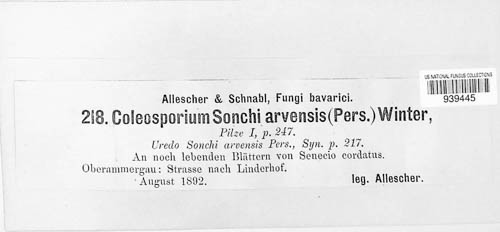 US NATIONAL FUNGUS COLLECTIONS
939445
Allescher & Schnabl, Fungi bavarici.
218. Coleosporium Sonchi arvensis (Pers.) Winter,
Pilze I, p. 247.
Uredo Sonchi arvensis Pers., Syn. p. 217.
An noch lebenden Blättern von Senecio cordatus.
Oberammergau: Strasse nach Linderhof.
August 1892. leg. Allescher.